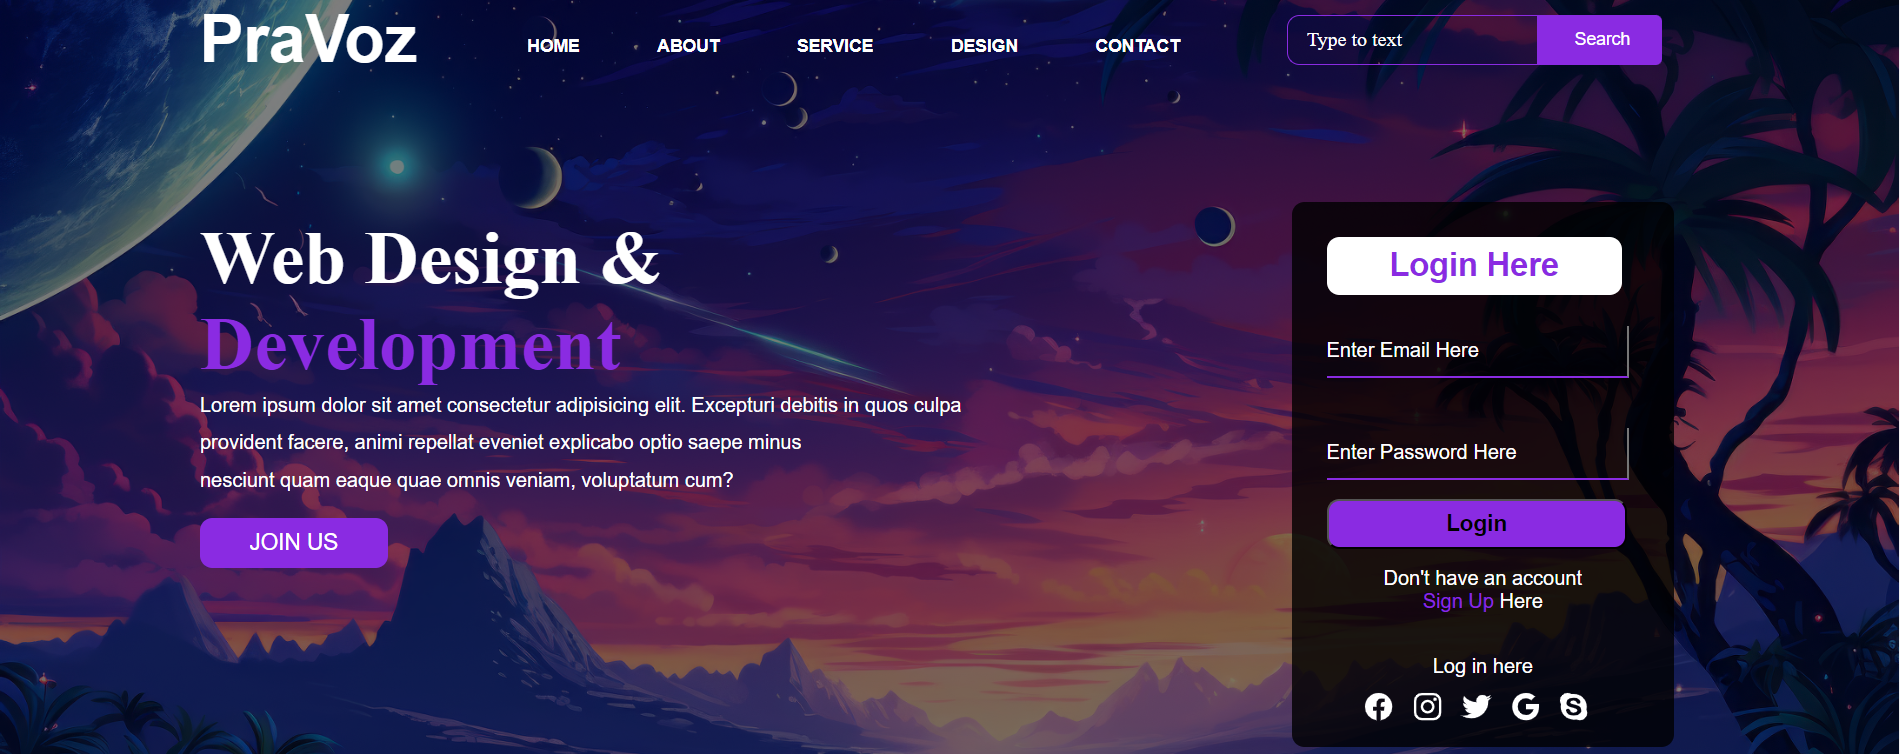 PraVoz
HOME ABOUT SERVICE DESIGN CONTACT
Type to text
Search
Web Design &
Development
Lorem ipsum dolor sit amet consectetur adipisicing elit. Excepturi debitis in quos culpa
provident facere, animi repellat eveniet explicabo optio saepe minus
nesciunt quam eaque quae omnis veniam, voluptatum cum?
JOIN US
Login Here
Enter Email Here
Enter Password Here
Login
Don't have an account
Sign Up Here
Log in here